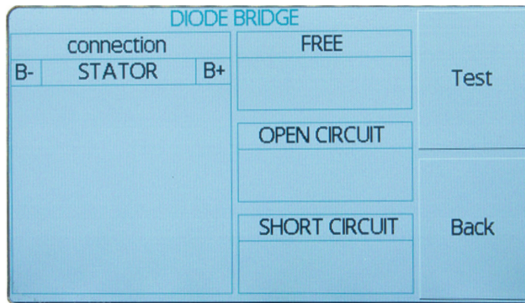 DIODE BRIDGE
connection
B- STATOR B+
FREE
OPEN CIRCUIT
SHORT CIRCUIT
Test
Back